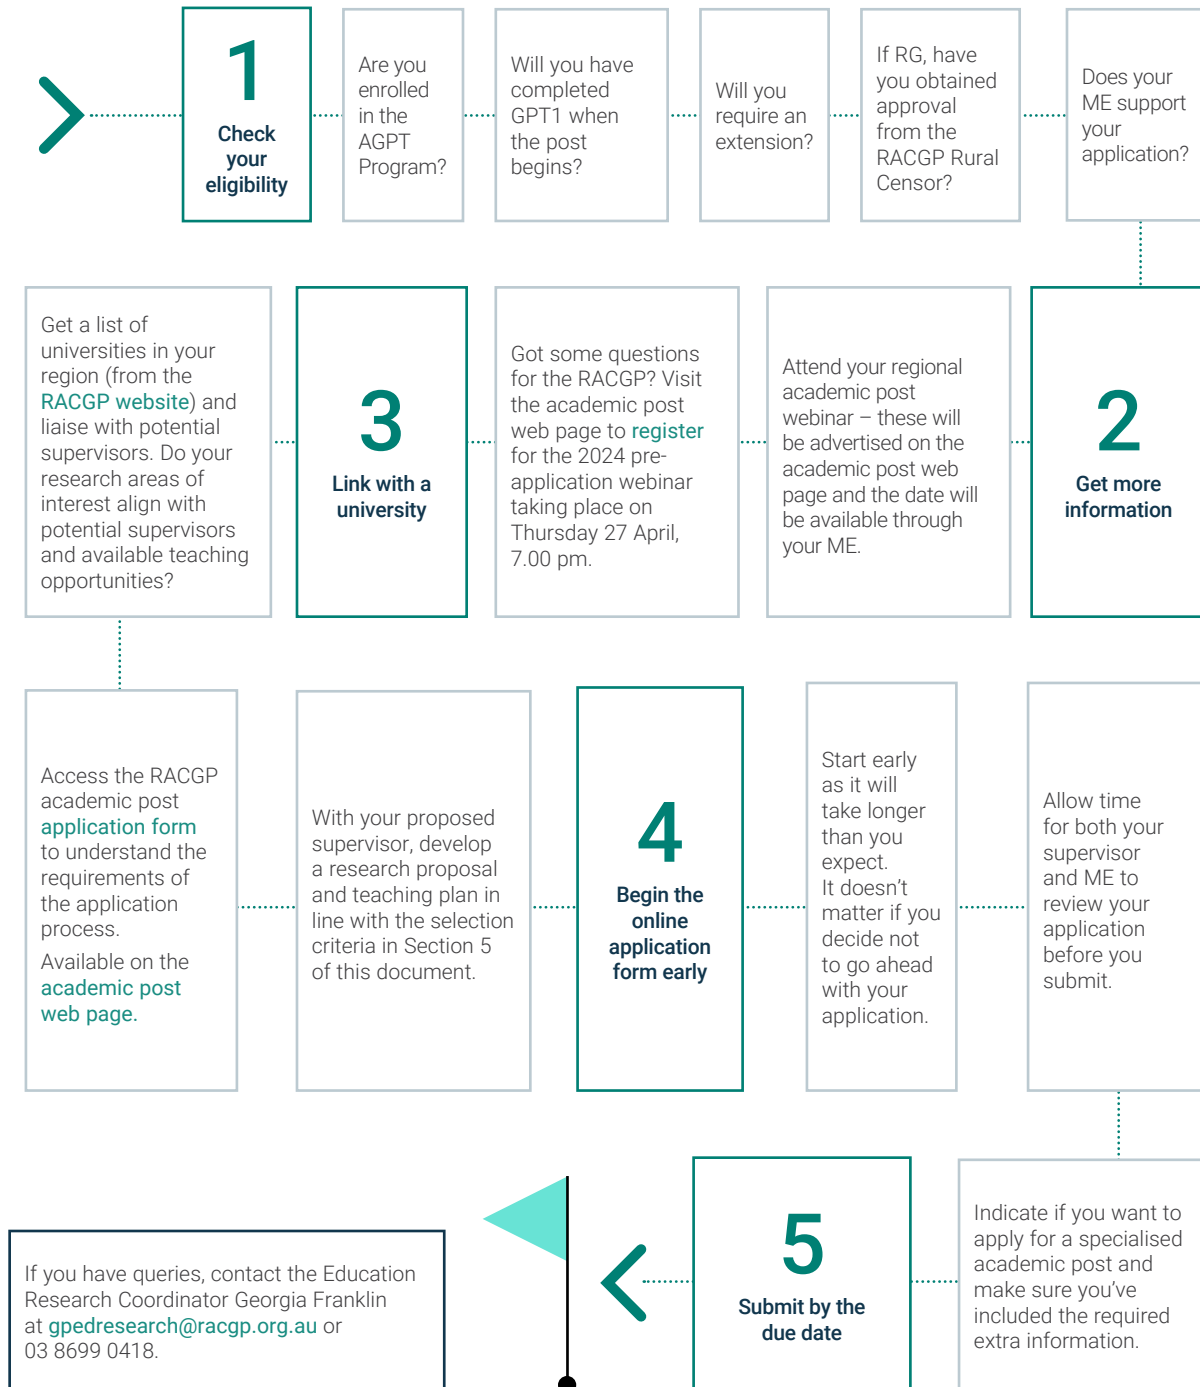 1
Check
your
eligibility
Are you
enrolled
in the
AGPT
Program?
Will you have
completed
GPT1 when
the post
begins?
Will you
require an
extension?
If RG, have
you obtained
approval
from the
RACGP Rural
Censor?
Does your
ME support
your
application?
2
Get more
information
Attend your regional
academic post
webinar – these will
be advertised on the
academic post web
page and the date will
be available through
your ME.
Got some questions
for the RACGP? Visit
the academic post
web page to register
for the 2024 pre-
application webinar
taking place on
Thursday 27 April,
7.00 pm.
3
Link with a
university
Get a list of
universities in your
region (from the
RACGP website) and
liaise with potential
supervisors. Do your
research areas of
interest align with
potential supervisors
and available teaching
opportunities?
Access the RACGP
academic post
application form
to understand the
requirements of
the application
process.
Available on the
academic post
web page.
With your proposed
supervisor, develop
a research proposal
and teaching plan in
line with the selection
criteria in Section 5
of this document.
4
Begin the
online
application
form early
Start early
as it will
take longer
than you
expect.
It doesn't
matter if you
decide not
to go ahead
with your
application.
Allow time
for both your
supervisor
and ME to
review your
application
before you
submit.
Indicate if you want to
apply for a specialised
academic post and
make sure you've
included the required
extra information.
5
Submit by the
due date
If you have queries, contact the Education
Research Coordinator Georgia Franklin
at gpedresearch@racgp.org.au or
03 8699 0418.